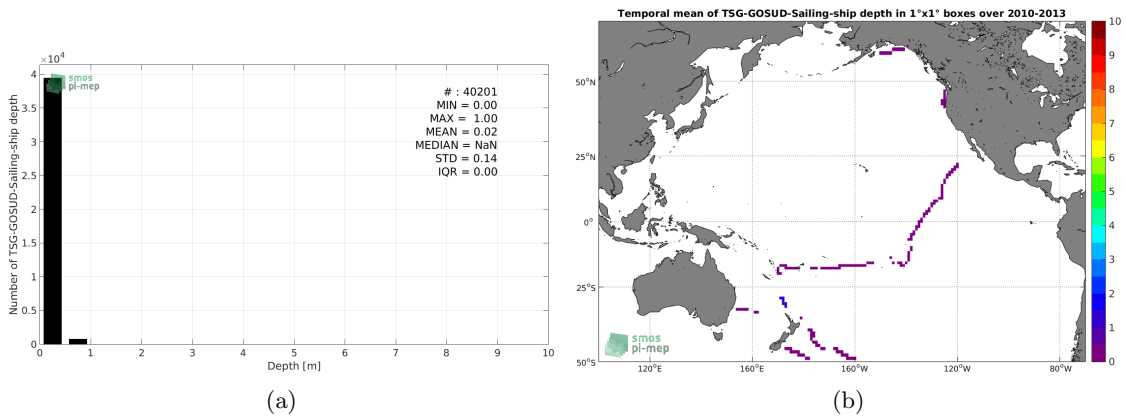 ×10⁴
4
3.5
3
2.5
2
1.5
1
0.5
0
Number of TSG-GOSUD-Sailing-ship depth
smos
pi-mep
# : 40201
MIN = 0.00
MAX = 1.00
MEAN = 0.02
MEDIAN = NaN
STD = 0.14
IQR = 0.00
0 1 2 3 4 5 6 7 8 9 10
Depth [m]
(a)
Temporal mean of TSG-GOSUD-Sailing-ship depth in 1°x1° boxes over 2010-2013
50°N
25°N
0°
25°S
50°S
smos
pi-mep
120°E 160°E 160°W 120°W 80°W
10
9
8
7
6
5
4
3
2
1
0
(b)